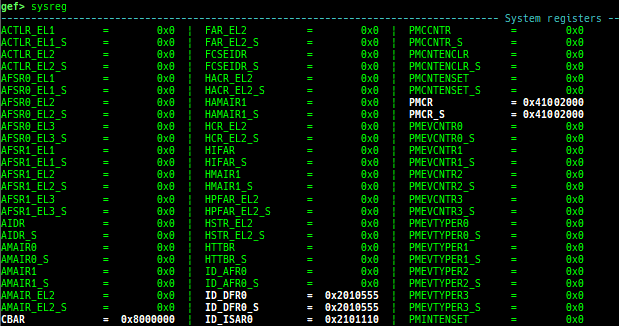 gef> sysreg
System registers
ACTLR_EL1 = 0x0 | FAR_EL2 = 0x0 | PMCCNTR = 0x0
ACTLR_EL1_S = 0x0 | FAR_EL2_S = 0x0 | PMCCNTR_S = 0x0
ACTLR_EL2 = 0x0 | FCSEIDR = 0x0 | PMCNTENCLR = 0x0
ACTLR_EL2_S = 0x0 | FCSEIDR_S = 0x0 | PMCNTENCLR_S = 0x0
AFSR0_EL1 = 0x0 | HACR_EL2 = 0x0 | PMCNTENSET = 0x0
AFSR0_EL1_S = 0x0 | HACR_EL2_S = 0x0 | PMCNTENSET_S = 0x0
AFSR0_EL2 = 0x0 | HAMAIR1 = 0x0 | PMCR = 0x41002000
AFSR0_EL2_S = 0x0 | HAMAIR1_S = 0x0 | PMCR_S = 0x41002000
AFSR0_EL3 = 0x0 | HCR_EL2 = 0x0 | PMEVCNTR0 = 0x0
AFSR0_EL3_S = 0x0 | HCR_EL2_S = 0x0 | PMEVCNTR0_S = 0x0
AFSR1_EL1 = 0x0 | HIFAR = 0x0 | PMEVCNTR1 = 0x0
AFSR1_EL1_S = 0x0 | HIFAR_S = 0x0 | PMEVCNTR1_S = 0x0
AFSR1_EL2 = 0x0 | HMAIR1 = 0x0 | PMEVCNTR2 = 0x0
AFSR1_EL2_S = 0x0 | HMAIR1_S = 0x0 | PMEVCNTR2_S = 0x0
AFSR1_EL3 = 0x0 | HPFAR_EL2 = 0x0 | PMEVCNTR3 = 0x0
AFSR1_EL3_S = 0x0 | HPFAR_EL2_S = 0x0 | PMEVCNTR3_S = 0x0
AIDR = 0x0 | HSTR_EL2 = 0x0 | PMEVTYPER0 = 0x0
AIDR_S = 0x0 | HSTR_EL2_S = 0x0 | PMEVTYPER0_S = 0x0
AMAIR0 = 0x0 | HTTBR = 0x0 | PMEVTYPER1 = 0x0
AMAIR0_S = 0x0 | HTTBR_S = 0x0 | PMEVTYPER1_S = 0x0
AMAIR1 = 0x0 | ID_AFR0 = 0x0 | PMEVTYPER2 = 0x0
AMAIR1_S = 0x0 | ID_AFR0_S = 0x0 | PMEVTYPER2_S = 0x0
AMAIR_EL2 = 0x0 | ID_DFR0 = 0x2010555 | PMEVTYPER3 = 0x0
AMAIR_EL2_S = 0x0 | ID_DFR0_S = 0x2010555 | PMEVTYPER3_S = 0x0
CBAR = 0x8000000 | ID_ISAR0 = 0x2101110 | PMINTENSET = 0x0